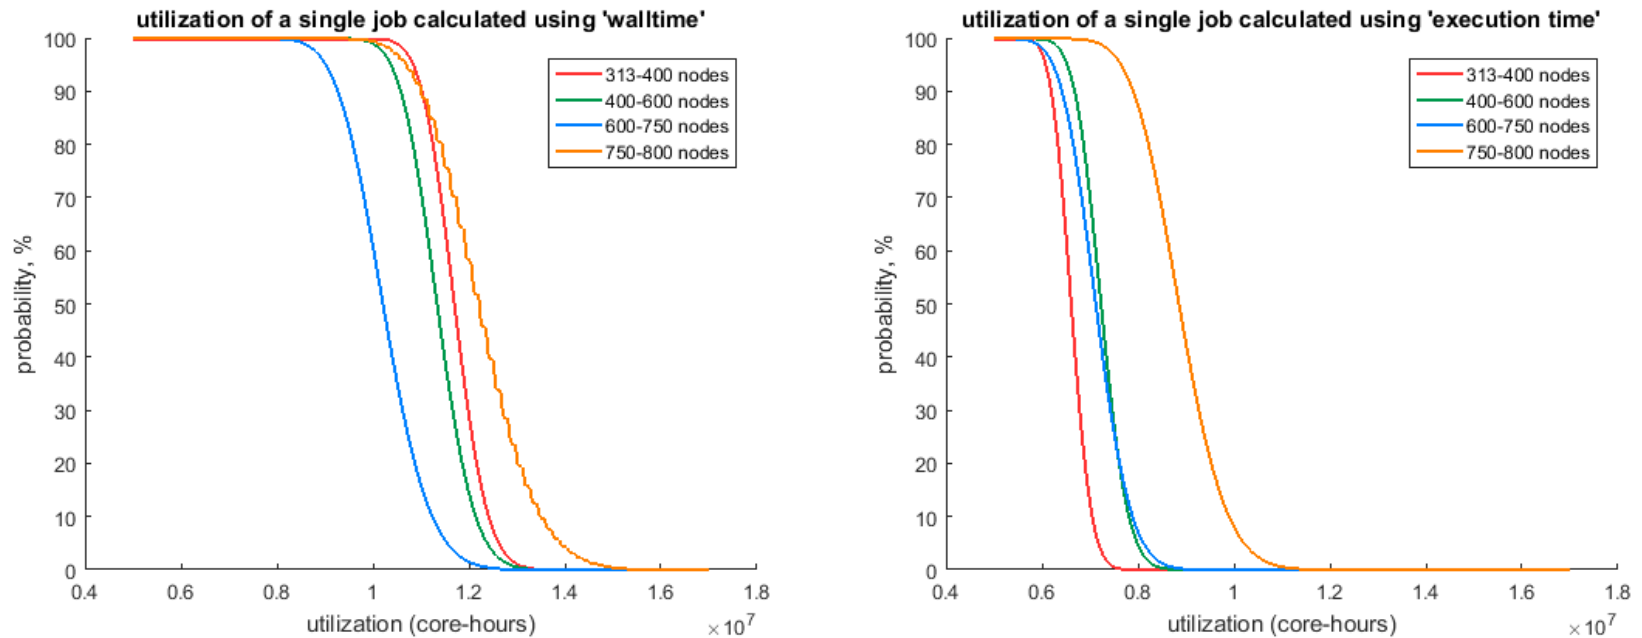 utilization of a single job calculated using 'walltime'
100
90
80
70
60
50
40
30
20
10
0
probability, %
313-400 nodes
400-600 nodes
600-750 nodes
750-800 nodes
0.4 0.6 0.8 1 1.2 1.4 1.6 1.8
utilization (core-hours)
×10⁷
utilization of a single job calculated using 'execution time'
100
90
80
70
60
50
40
30
20
10
0
probability, %
313-400 nodes
400-600 nodes
600-750 nodes
750-800 nodes
0.4 0.6 0.8 1 1.2 1.4 1.6 1.8
utilization (core-hours)
×10⁷